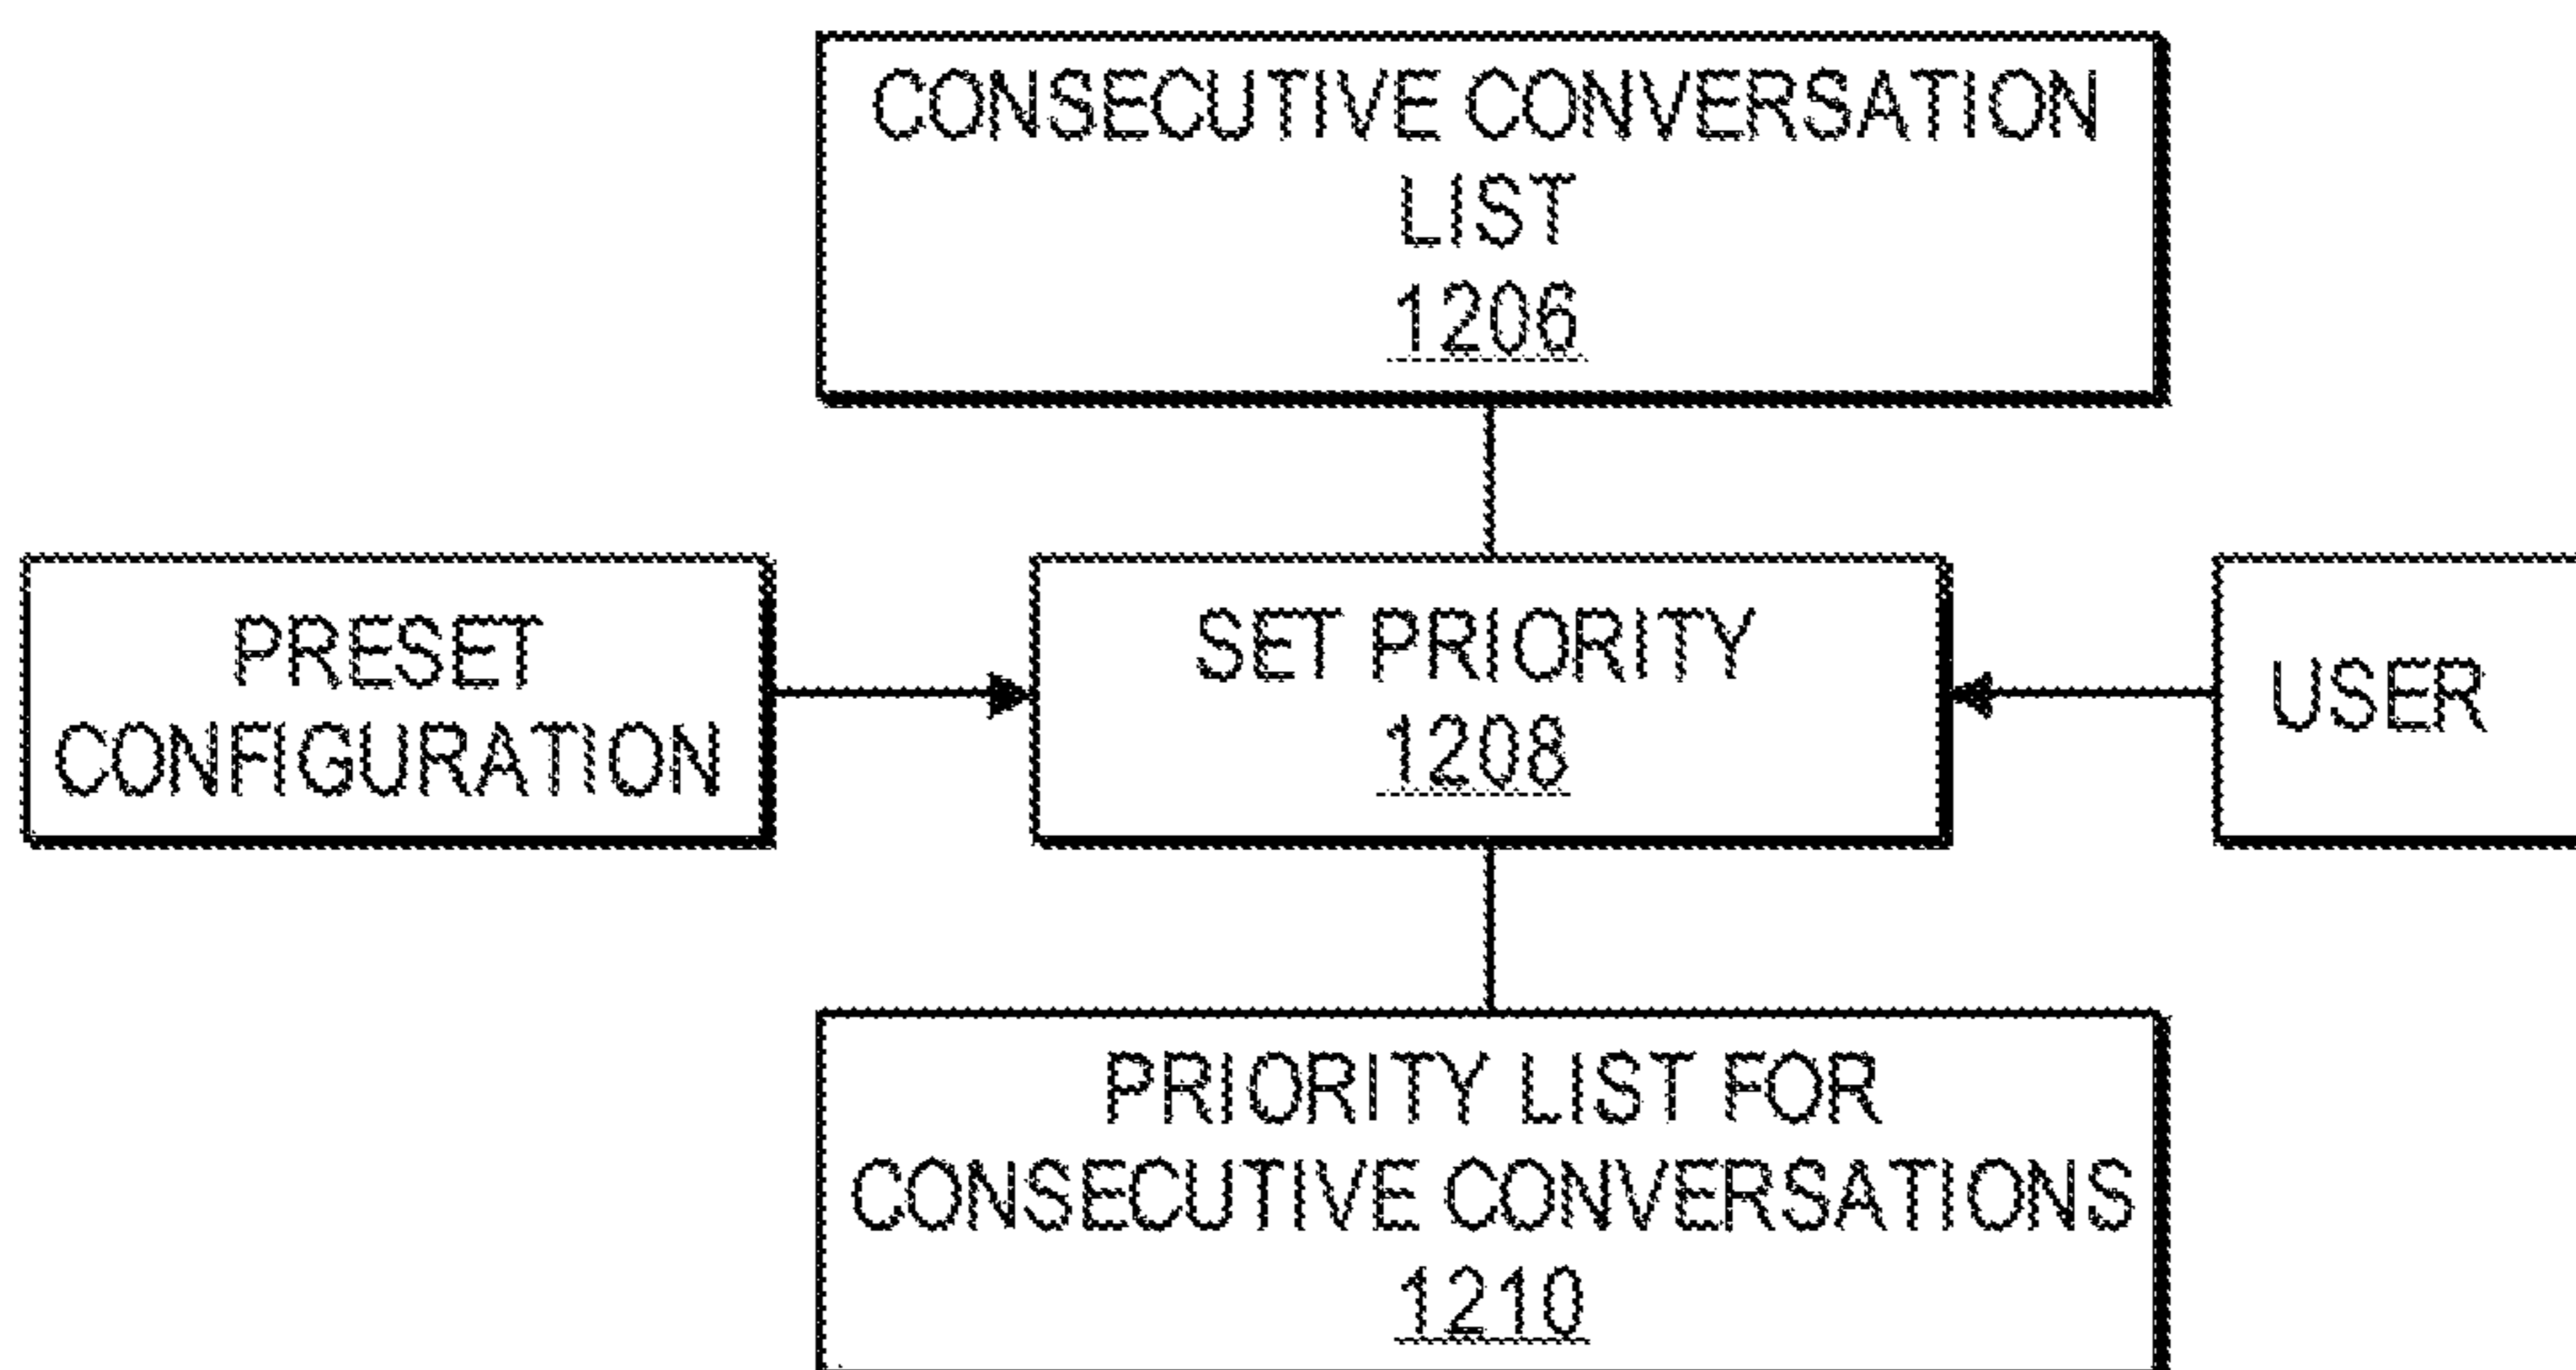 CONSECUTIVE CONVERSATION
LIST
1206
PRESET
CONFIGURATION
SET PRIORITY
1208
USER
PRIORITY LIST FOR
CONSECUTIVE CONVERSATIONS
1210